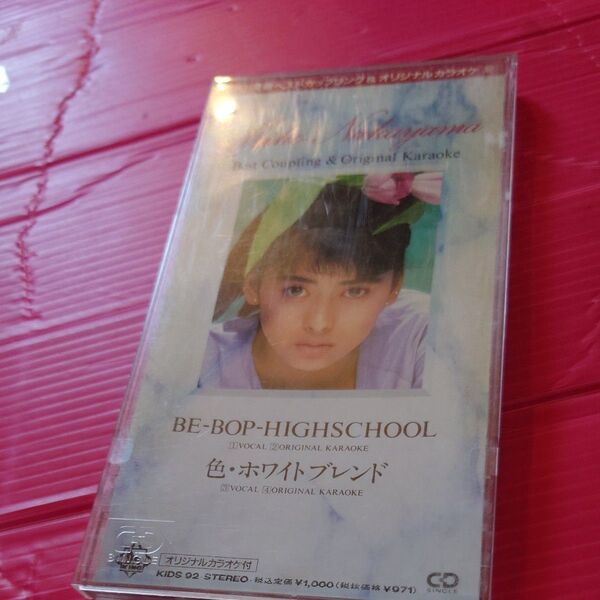 ベストカップリング&オリジナルカラオケ
Miho Nakayama
Best Coupling & Original Karaoke
BE-BOP-HIGHSCHOOL
①VOCAL ②ORIGINAL KARAOKE
色・ホワイトブレンド
③VOCAL ④ORIGINAL KARAOKE
CD
SINGLE
オリジナルカラオケ付
KIDS 92 STEREO・税込定価¥1,000(税抜価格¥971)
CD
SINGLE